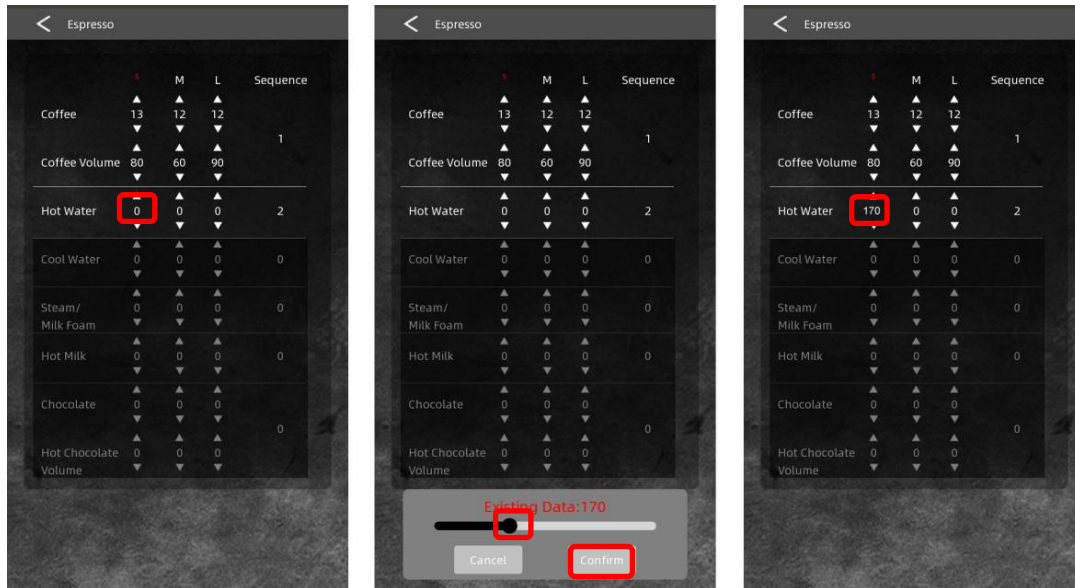 Espresso
S M L Sequence
Coffee 13 12 12
1
Coffee Volume 80 60 90
Hot Water 0 0 0 2
Cool Water 0 0 0 0
Steam/
Milk Foam 0 0 0 0
Hot Milk 0 0 0 0
Chocolate 0 0 0
0
Hot Chocolate
Volume 0 0 0
Espresso
S M L Sequence
Coffee 13 12 12
1
Coffee Volume 80 60 90
Hot Water 0 0 0 2
Cool Water 0 0 0 0
Steam/
Milk Foam 0 0 0 0
Hot Milk 0 0 0 0
Chocolate 0 0 0
0
Hot Chocolate
Volume 0 0 0
Existing Data:170
Cancel Confirm
Espresso
S M L Sequence
Coffee 13 12 12
1
Coffee Volume 80 60 90
Hot Water 170 0 0 2
Cool Water 0 0 0 0
Steam/
Milk Foam 0 0 0 0
Hot Milk 0 0 0 0
Chocolate 0 0 0
0
Hot Chocolate
Volume 0 0 0